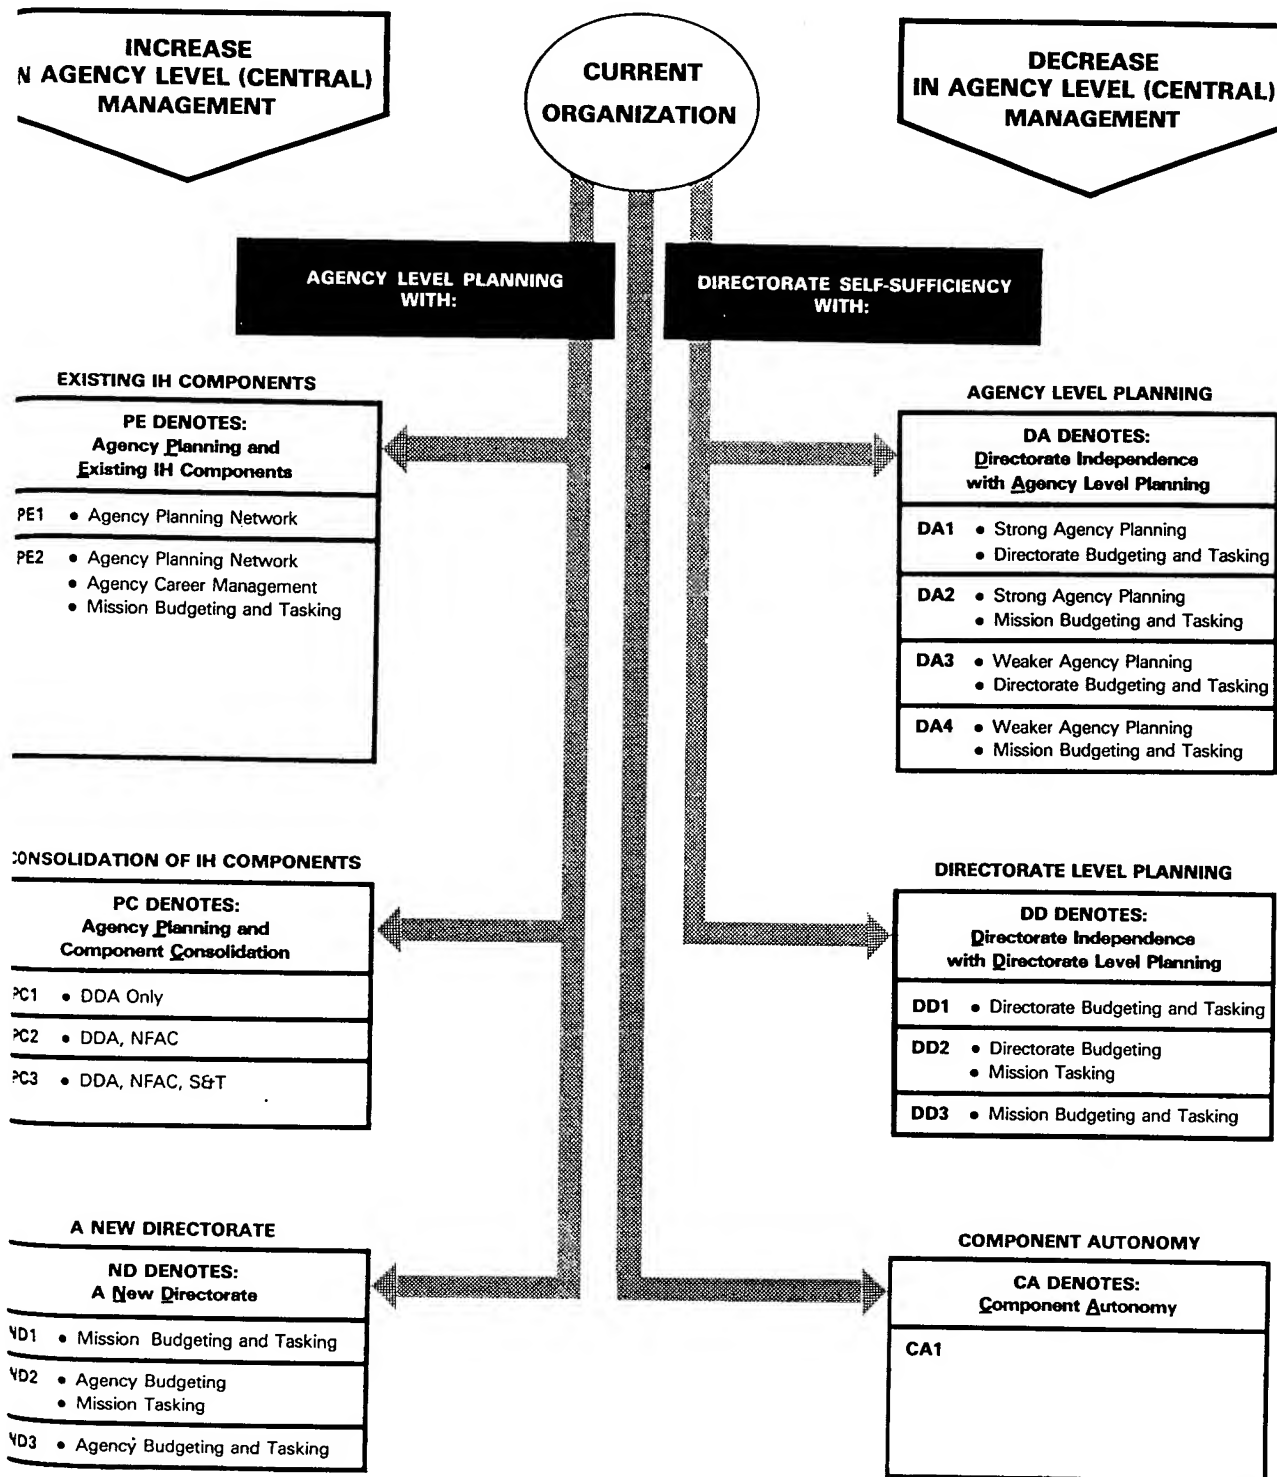 INCREASE
N AGENCY LEVEL (CENTRAL)
MANAGEMENT
CURRENT
ORGANIZATION
DECREASE
IN AGENCY LEVEL (CENTRAL)
MANAGEMENT
AGENCY LEVEL PLANNING
WITH:
DIRECTORATE SELF-SUFFICIENCY
WITH:
EXISTING IH COMPONENTS
PE DENOTES:
Agency Planning and
Existing IH Components
PE1 • Agency Planning Network
PE2 • Agency Planning Network
• Agency Career Management
• Mission Budgeting and Tasking
AGENCY LEVEL PLANNING
DA DENOTES:
Directorate Independence
with Agency Level Planning
DA1 • Strong Agency Planning
• Directorate Budgeting and Tasking
DA2 • Strong Agency Planning
• Mission Budgeting and Tasking
DA3 • Weaker Agency Planning
• Directorate Budgeting and Tasking
DA4 • Weaker Agency Planning
• Mission Budgeting and Tasking
CONSOLIDATION OF IH COMPONENTS
PC DENOTES:
Agency Planning and
Component Consolidation
PC1 • DDA Only
PC2 • DDA, NFAC
PC3 • DDA, NFAC, S&T
DIRECTORATE LEVEL PLANNING
DD DENOTES:
Directorate Independence
with Directorate Level Planning
DD1 • Directorate Budgeting and Tasking
DD2 • Directorate Budgeting
• Mission Tasking
DD3 • Mission Budgeting and Tasking
A NEW DIRECTORATE
ND DENOTES:
A New Directorate
ND1 • Mission Budgeting and Tasking
ND2 • Agency Budgeting
• Mission Tasking
ND3 • Agency Budgeting and Tasking
COMPONENT AUTONOMY
CA DENOTES:
Component Autonomy
CA1